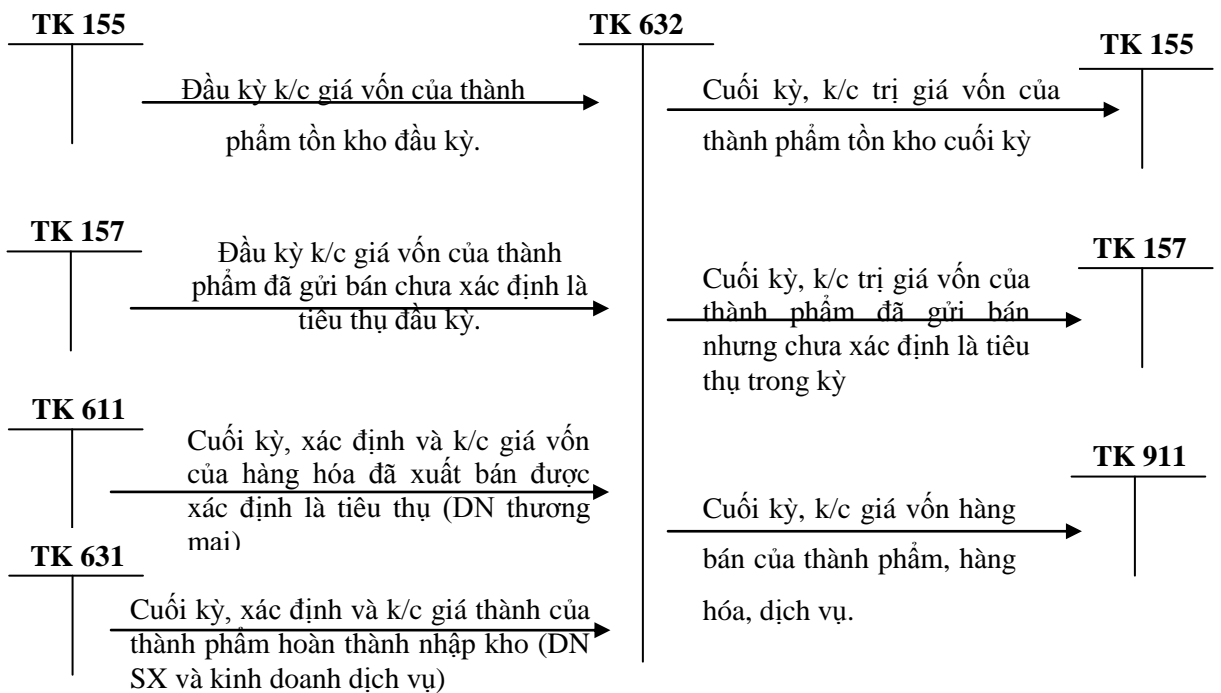 TK 155
TK 632
TK 155
Đầu kỳ k/c giá vốn của thành
phẩm tồn kho đầu kỳ.
Cuối kỳ, k/c trị giá vốn của
thành phẩm tồn kho cuối kỳ
TK 157
Đầu kỳ k/c giá vốn của thành
phẩm đã gửi bán chưa xác định là
tiêu thụ đầu kỳ.
TK 157
Cuối kỳ, k/c trị giá vốn của
thành phẩm đã gửi bán
nhưng chưa xác định là tiêu
thụ trong kỳ
TK 611
Cuối kỳ, xác định và k/c giá vốn
của hàng hóa đã xuất bán được
xác định là tiêu thụ (DN thương
mai)
TK 911
Cuối kỳ, k/c giá vốn hàng
bán của thành phẩm, hàng
hóa, dịch vụ.
TK 631
Cuối kỳ, xác định và k/c giá thành của
thành phẩm hoàn thành nhập kho (DN
SX và kinh doanh dịch vụ)